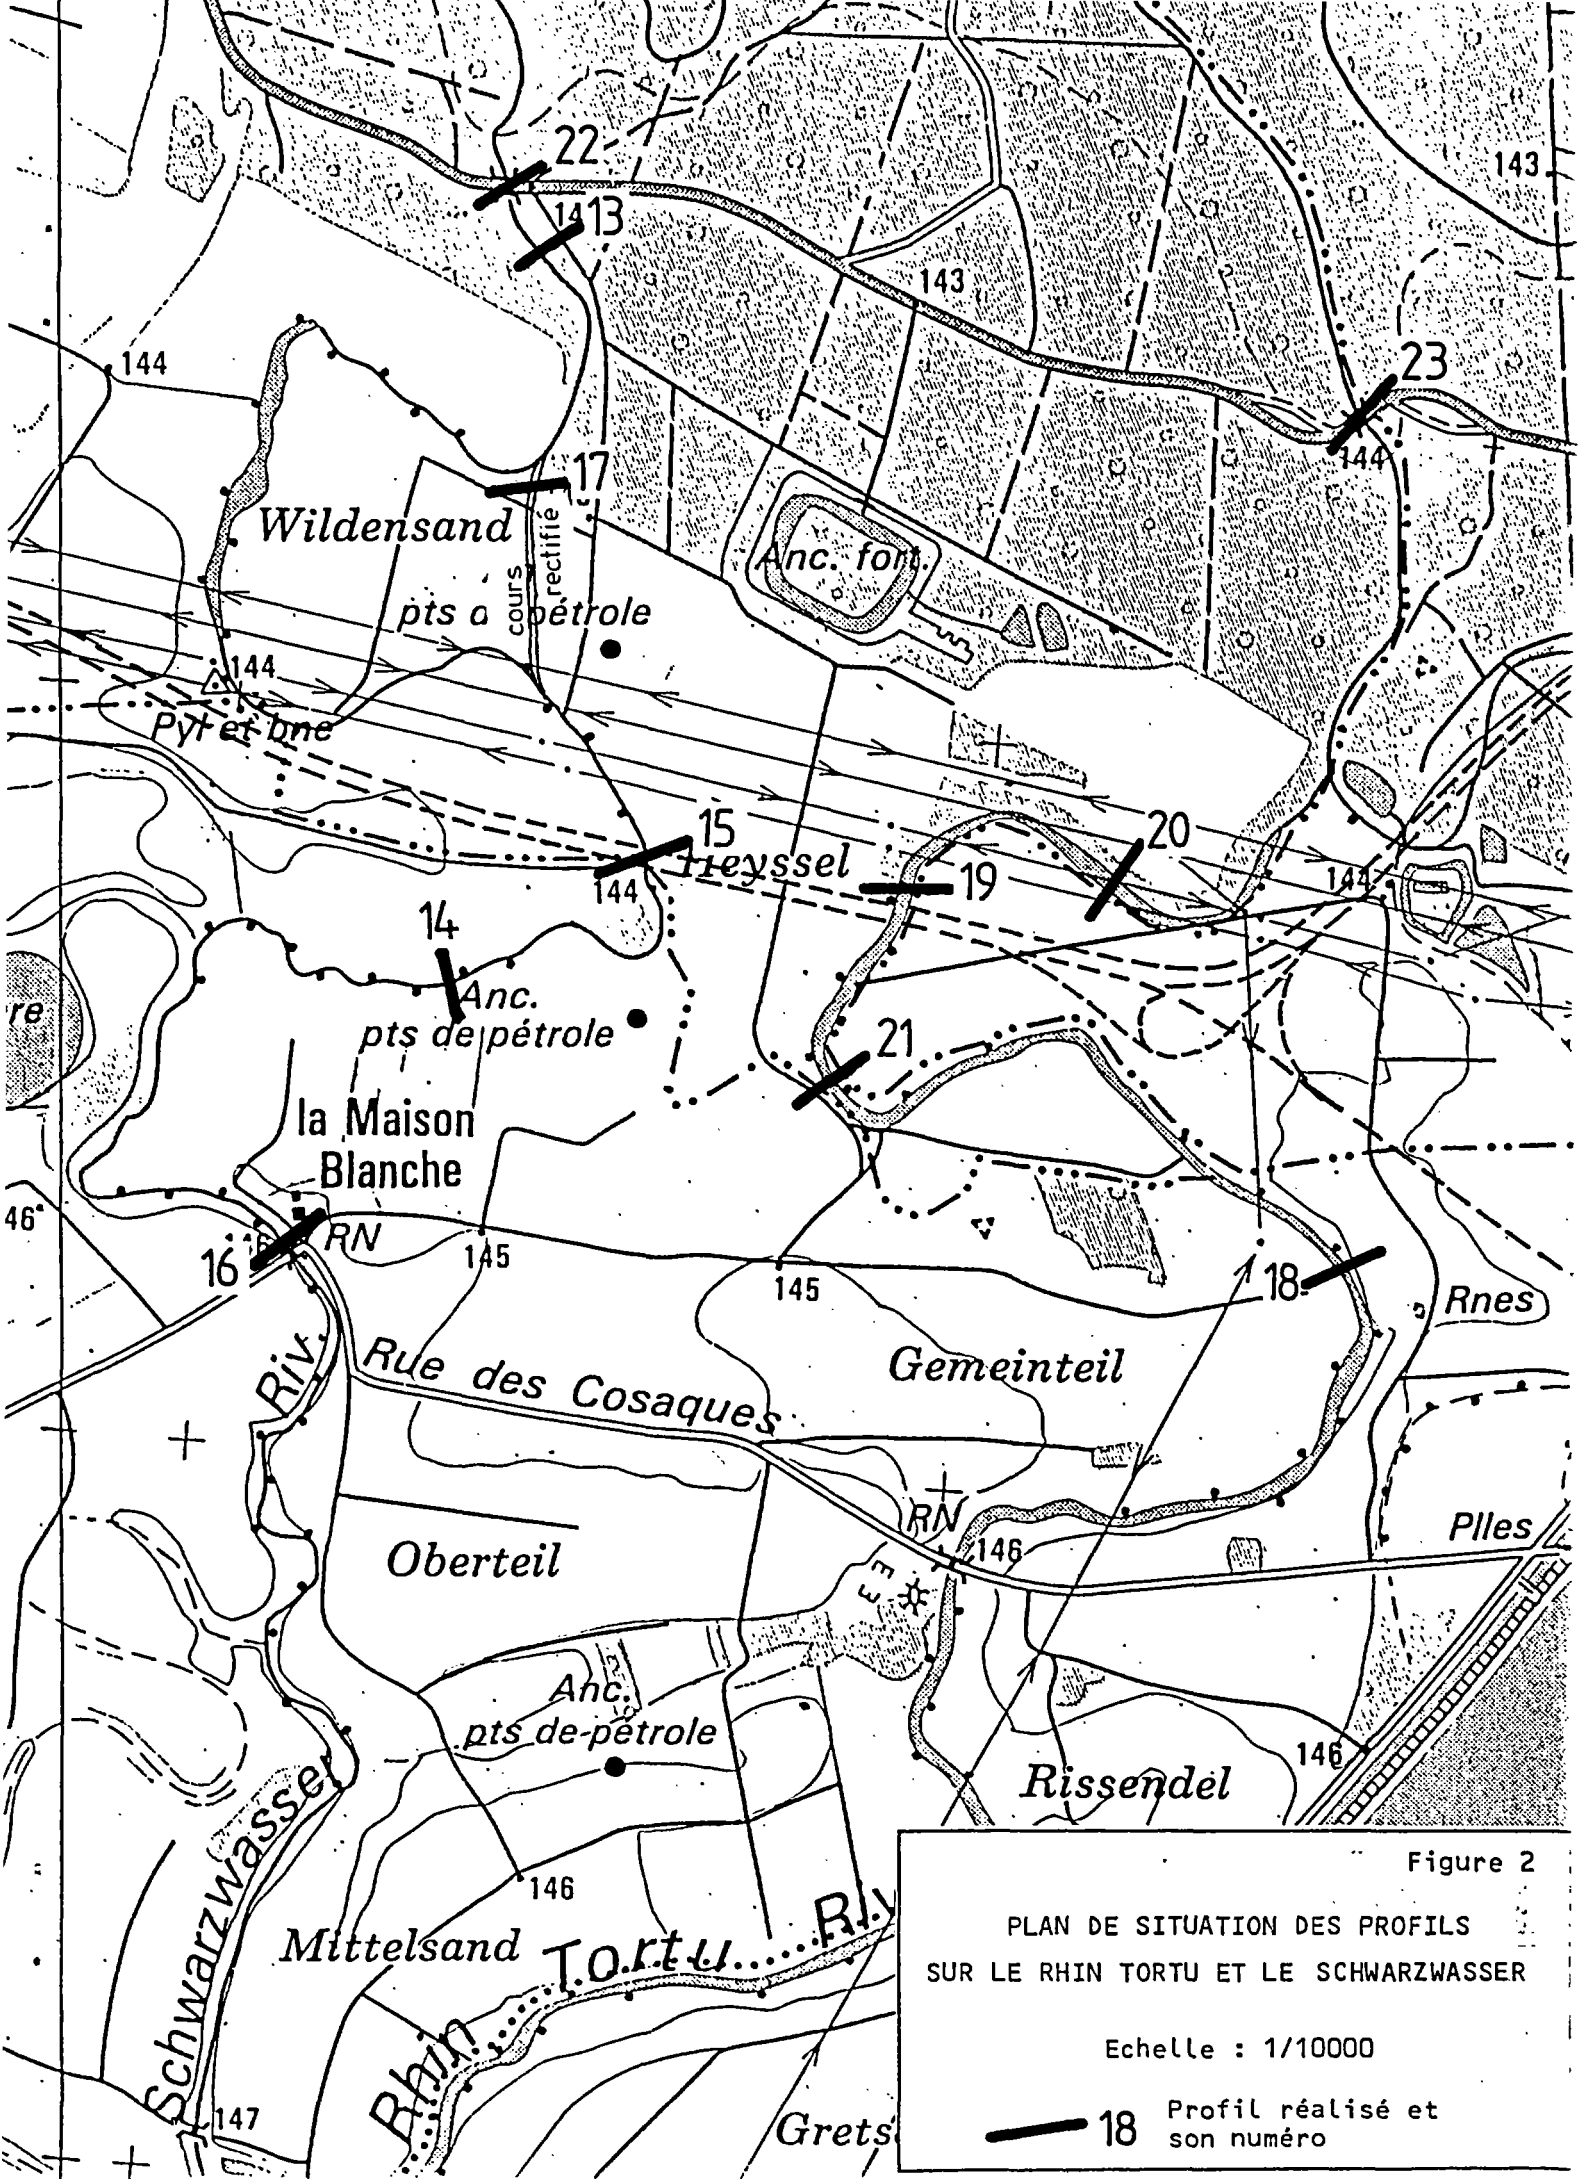 22
143
13
143
23
144
144
17
Wildensand
cours
rectifié
Anc. fort.
pts pétrole
144
Pyl et bne
15
Heyssel
144
20
19
144
14
Anc.
pts de pétrole
re
21
la Maison
Blanche
RN
46
145
16
145
18
Rnes
Riv.
Rue des Cosaques
Gemeinteil
RN
146
Plles
Oberteil
Anc.
pts de pétrole
146
Rissendel
Schwarzwasser
146
Mittelsand
Rhin Tortu Riv
147
Grets
Figure 2
PLAN DE SITUATION DES PROFILS
SUR LE RHIN TORTU ET LE SCHWARZWASSER
Echelle : 1/10000
18 Profil réalisé et
son numéro